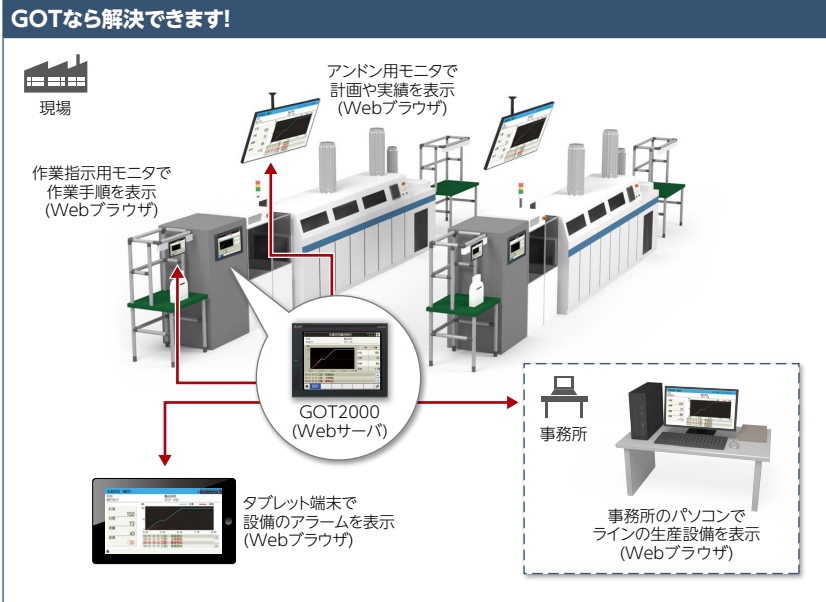 GOTなら解決できます!
現場
アンドン用モニタで
計画や実績を表示
(Webブラウザ)
作業指示用モニタで
作業手順を表示
(Webブラウザ)
GOT2000
(Webサーバ)
事務所
タブレット端末で
設備のアラームを表示
(Webブラウザ)
150
73
43
-30
事務所のパソコンで
ラインの生産設備を表示
(Webブラウザ)